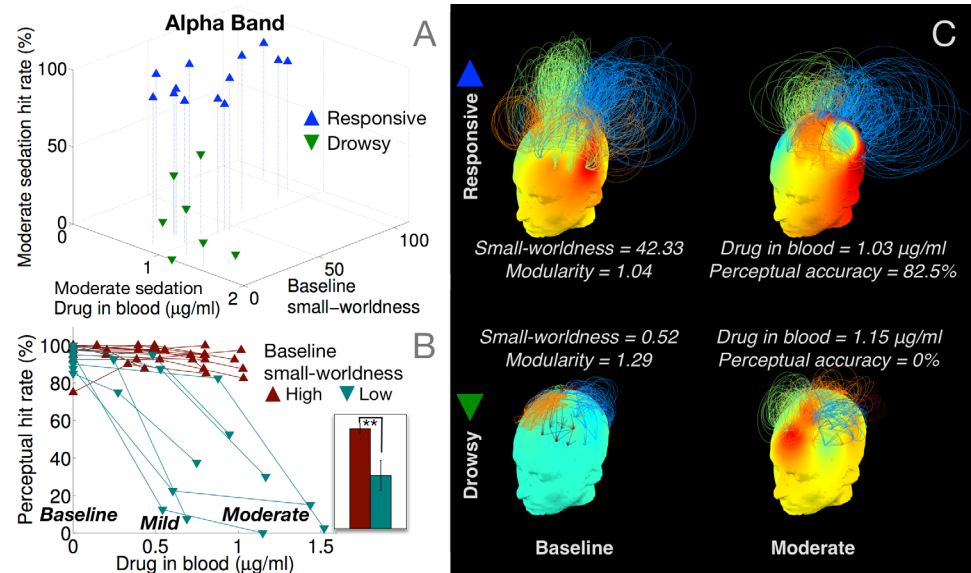 Alpha Band
A
Moderate sedation hit rate (%)
100
50
0
0
1
2
0
50
100
Responsive
Drowsy
Moderate sedation
Drug in blood (µg/ml)
Baseline
small-worldness
B
Perceptual hit rate (%)
100
80
60
40
20
0
0
0.5
1
1.5
Baseline
small-worldness
High
Low
**
Baseline
Mild
Moderate
Drug in blood (µg/ml)
C
Responsive
Small-worldness = 42.33
Modularity = 1.04
Drug in blood = 1.03 µg/ml
Perceptual accuracy = 82.5%
Small-worldness = 0.52
Modularity = 1.29
Drug in blood = 1.15 µg/ml
Perceptual accuracy = 0%
Drowsy
Baseline
Moderate